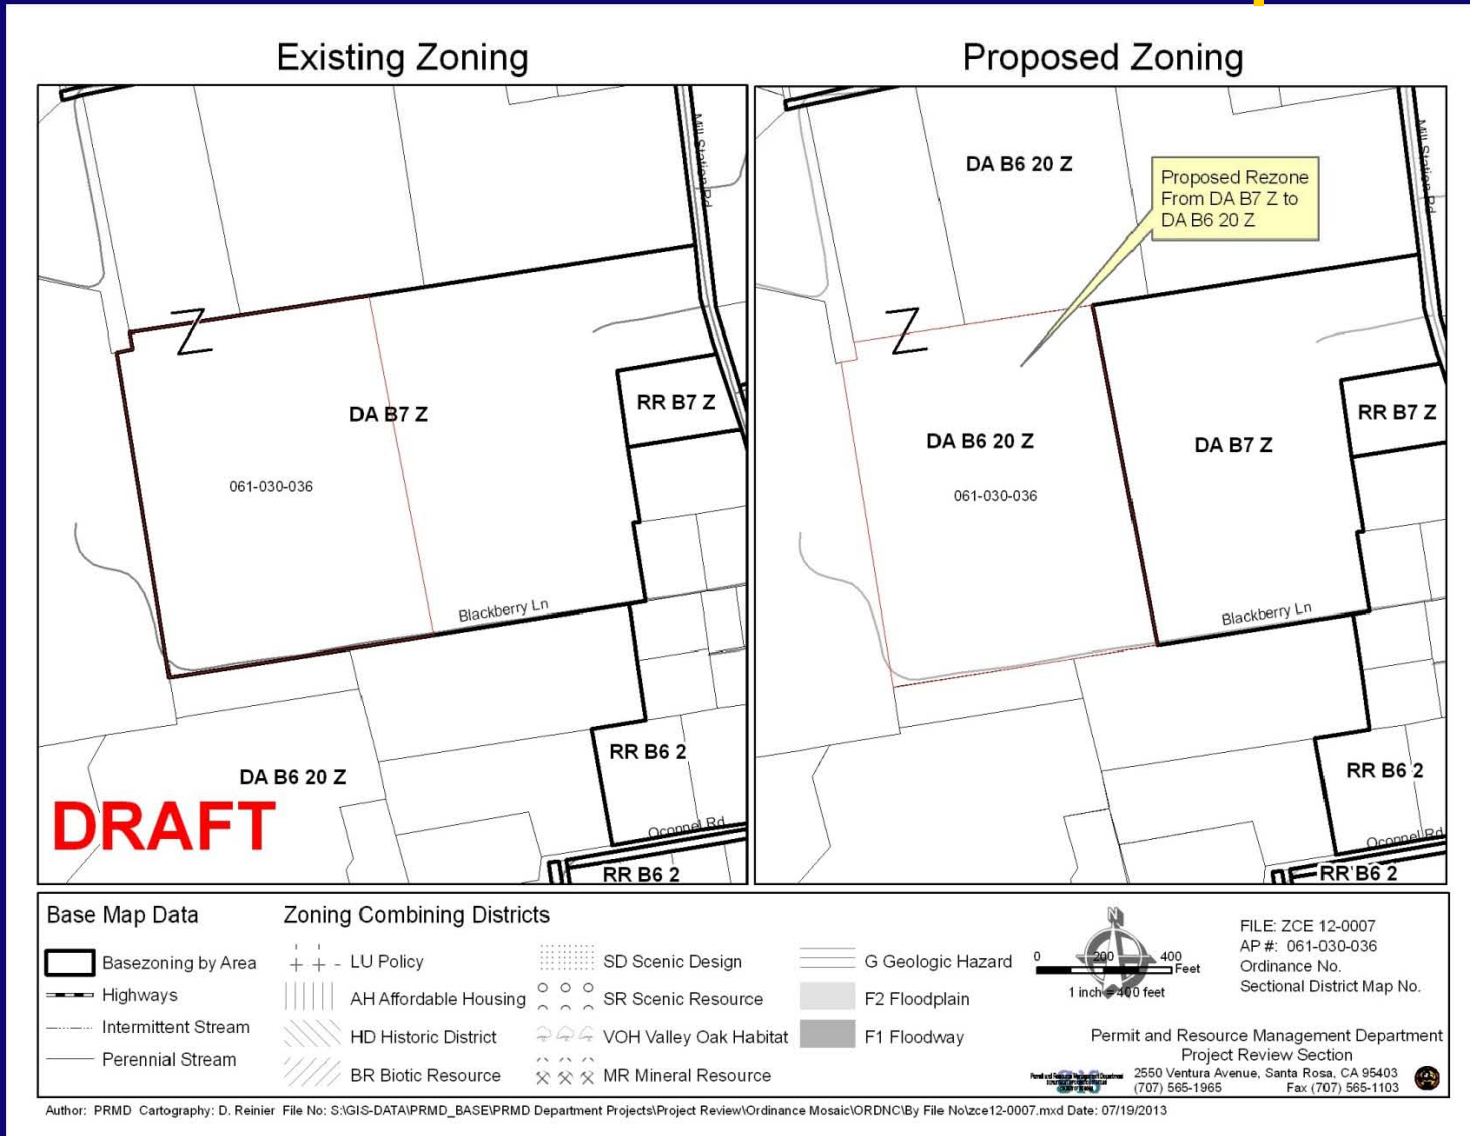 Existing Zoning
Proposed Zoning
Mill Station Rd
Z
DA B7 Z
RR B7 Z
061-030-036
Blackberry Ln
RR B6 2
DA B6 20 Z
DRAFT
Oconnel Rd
RR B6 2
DA B6 20 Z
Proposed Rezone
From DA B7 Z to
DA B6 20 Z
Mill Station Rd
Z
RR B7 Z
DA B6 20 Z
DA B7 Z
061-030-036
Blackberry Ln
RR B6 2
Oconnel Rd
RR B6 2
Base Map Data
Basezoning by Area
Highways
Intermittent Stream
Perennial Stream
Zoning Combining Districts
LU Policy
AH Affordable Housing
HD Historic District
BR Biotic Resource
SD Scenic Design
SR Scenic Resource
VOH Valley Oak Habitat
MR Mineral Resource
G Geologic Hazard
F2 Floodplain
F1 Floodway
N
0 200 400
Feet
1 inch = 400 feet
FILE: ZCE 12-0007
AP #: 061-030-036
Ordinance No.
Sectional District Map No.
Permit and Resource Management Department
Project Review Section
2550 Ventura Avenue, Santa Rosa, CA 95403
(707) 565-1965 Fax (707) 565-1103
Author: PRMD Cartography: D. Reinier File No: S:\GIS-DATA\PRMD_BASE\PRMD Department Projects\Project Review\Ordinance Mosaic\ORDNC\By File No\zce12-0007.mxd Date: 07/19/2013